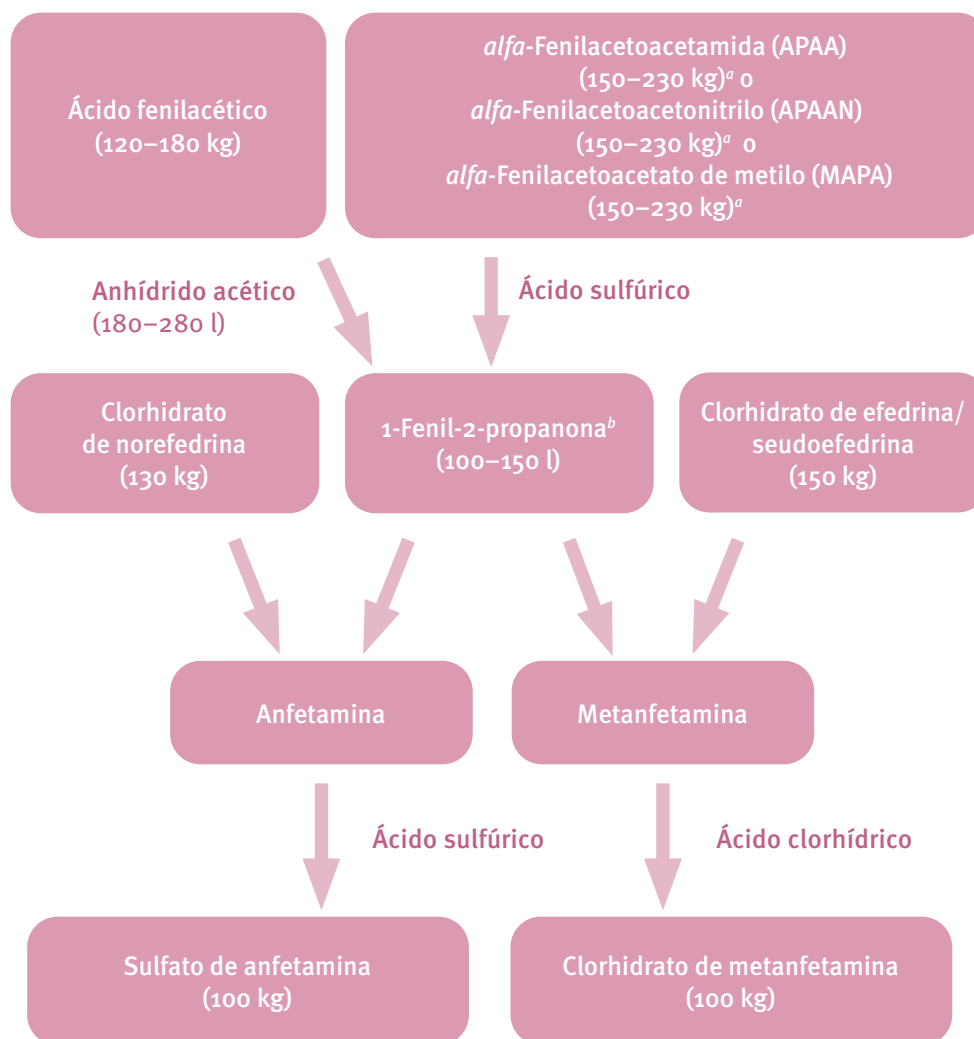 Ácido fenilacético
(120–180 kg)
alfa-Fenilacetoacetamida (APAA)
(150–230 kg)a o
alfa-Fenilacetoacetonitrilo (APAAN)
(150–230 kg)a o
alfa-Fenilacetoacetato de metilo (MAPA)
(150–230 kg)a
Anhídrido acético
(180–280 l)
Ácido sulfúrico
Clorhidrato
de norefedrina
(130 kg)
1-Fenil-2-propanonab
(100–150 l)
Clorhidrato de efedrina/
seudoefedrina
(150 kg)
Anfetamina
Metanfetamina
Ácido sulfúrico
Ácido clorhídrico
Sulfato de anfetamina
(100 kg)
Clorhidrato de metanfetamina
(100 kg)